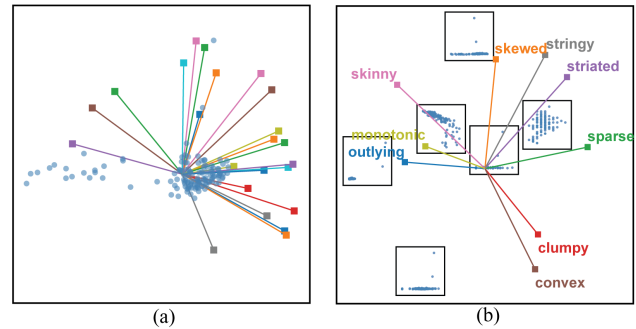 skewed
stringy
skinny
striated
monotonic
sparse
outlying
clumpy
convex
(a)
(b)